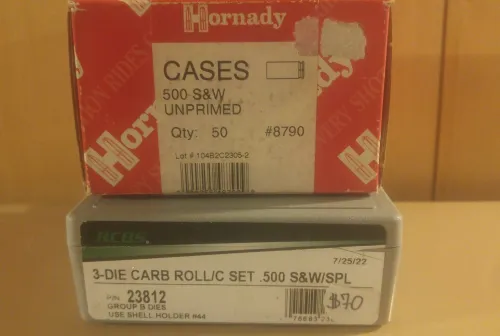 Hornady
CASES
500 S&W
UNPRIMED
Qty: 50 #8790
Lot # 10482C2305-2
Hornady
RCBS
7/25/22
3-DIE CARB ROLL/C SET .500 S&W/SPL
P/N 23812
GROUP B DIES
USE SHELL HOLDER #44
$70